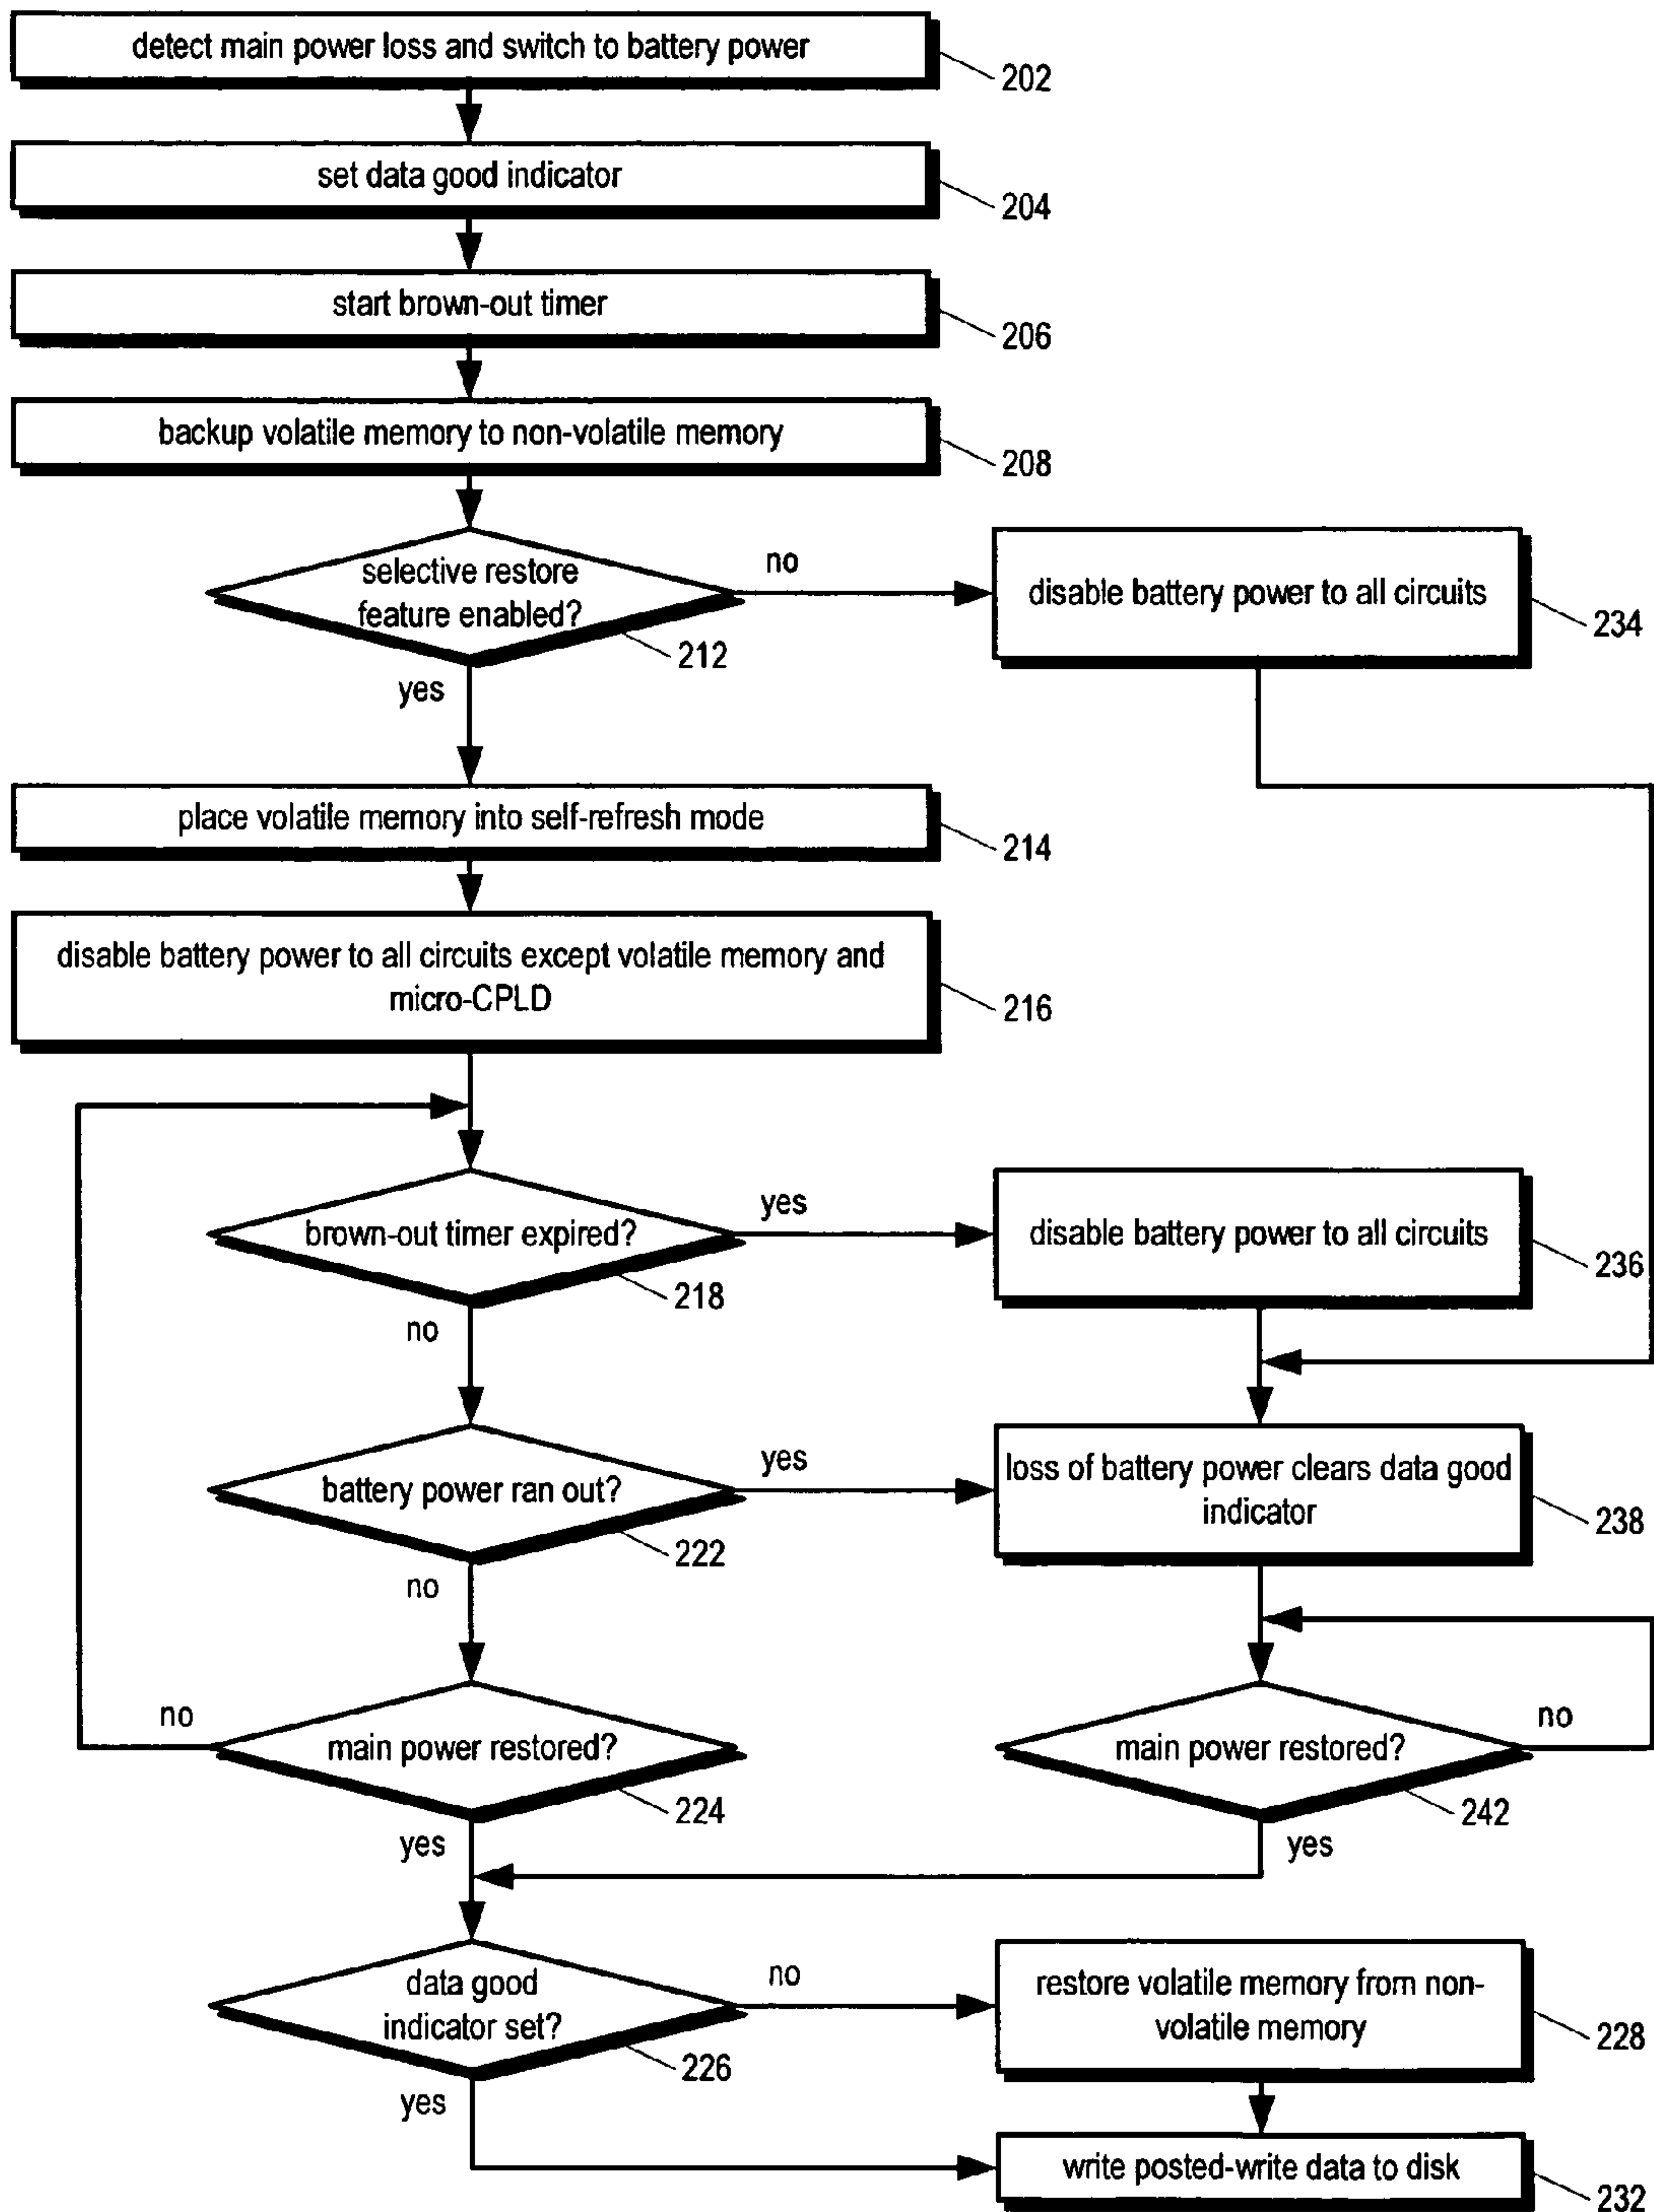 detect main power loss and switch to battery power
202
set data good indicator
204
start brown-out timer
206
backup volatile memory to non-volatile memory
208
selective restore
feature enabled?
212
no
yes
disable battery power to all circuits
234
place volatile memory into self-refresh mode
214
disable battery power to all circuits except volatile memory and
micro-CPLD
216
brown-out timer expired?
218
yes
no
disable battery power to all circuits
236
battery power ran out?
222
yes
no
loss of battery power clears data good
indicator
238
main power restored?
224
no
yes
main power restored?
242
no
yes
data good
indicator set?
226
no
yes
restore volatile memory from non-
volatile memory
228
write posted-write data to disk
232